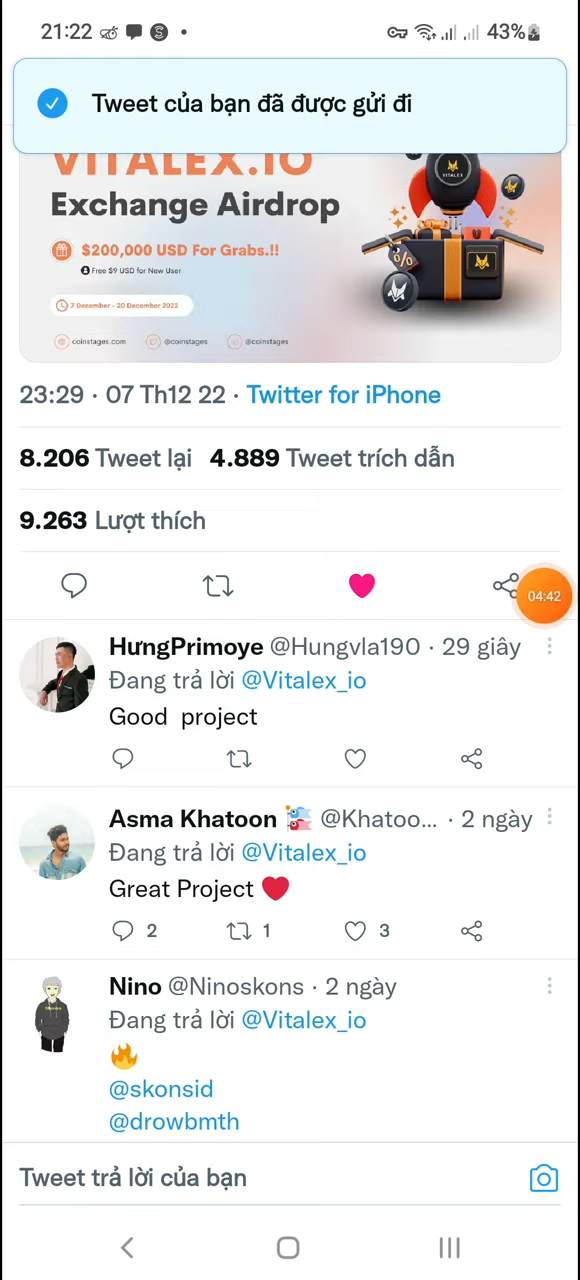 21:22
43%
Tweet của bạn đã được gửi đi
VITALEX.IO
Exchange Airdrop
$200,000 USD For Grabs.!!
Free $9 USD for New User
7 December - 20 December 2022
coinstages.com @coinstages @coinstages
VITALEX
%
23:29 · 07 Th12 22 · Twitter for iPhone
8.206 Tweet lại 4.889 Tweet trích dẫn
9.263 Lượt thích
04:42
HưngPrimoye @Hungvla190 · 29 giây
Đang trả lời @Vitalex_io
Good project
Asma Khatoon @Khatoo... · 2 ngày
Đang trả lời @Vitalex_io
Great Project ❤️
2 1 3
Nino @Ninoskons · 2 ngày
Đang trả lời @Vitalex_io
🔥
@skonsid
@drowbmth
Tweet trả lời của bạn